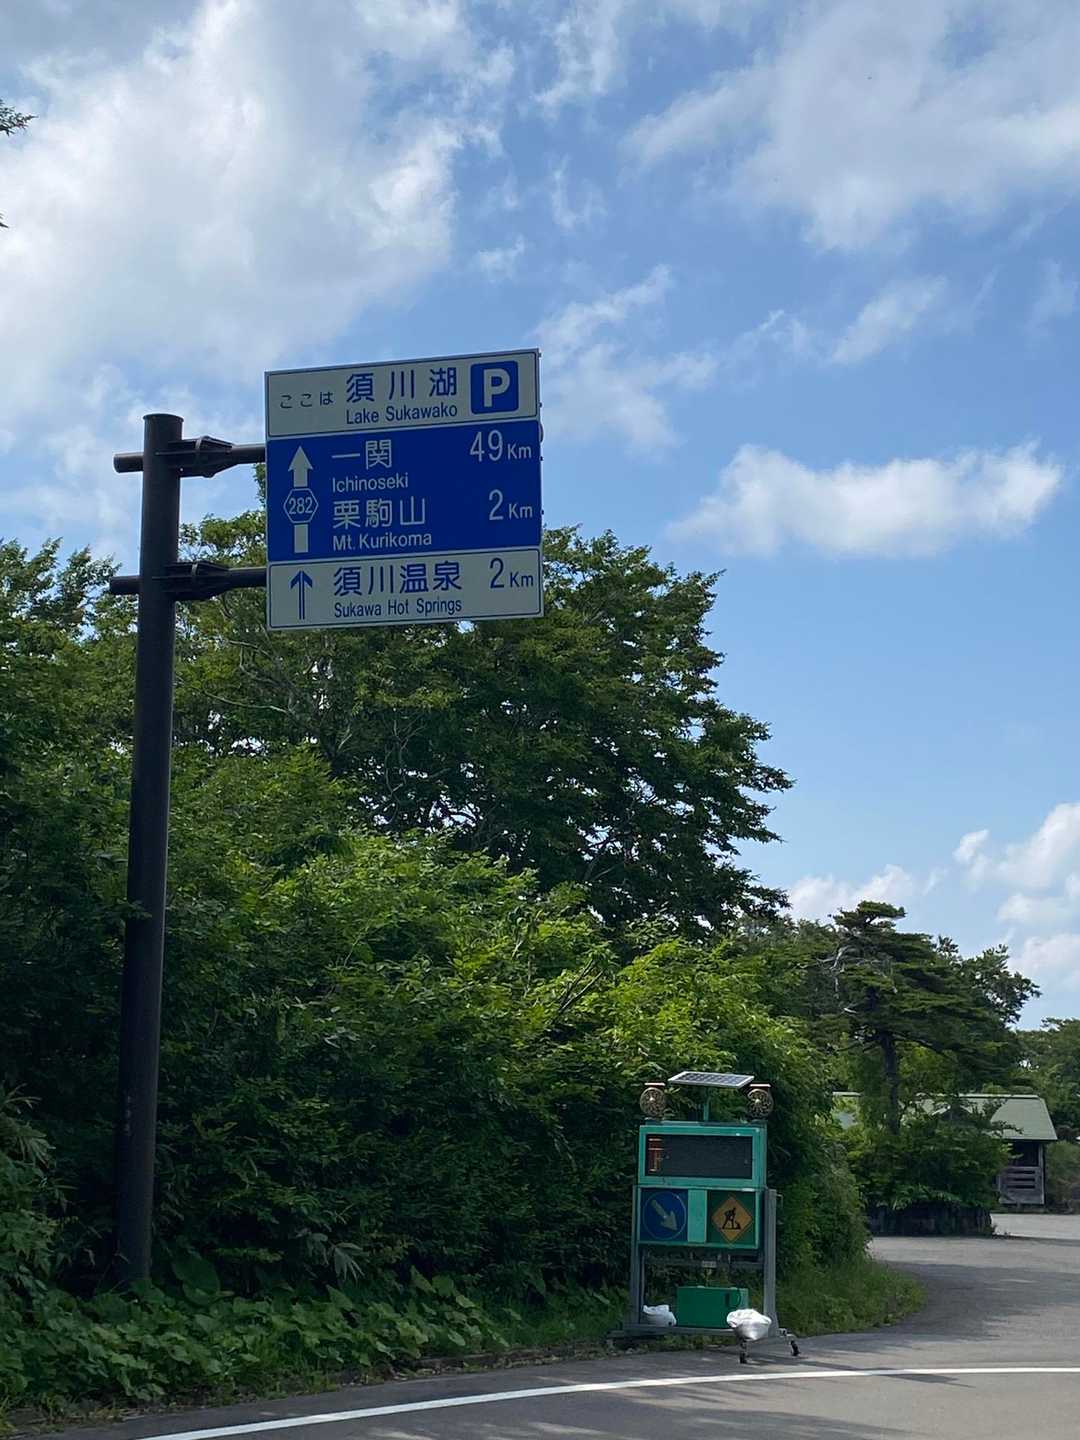 ここは 須川湖 P
Lake Sukawako
一関 49Km
Ichinoseki
282
栗駒山 2Km
Mt. Kurikoma
須川温泉 2Km
Sukawa Hot Springs